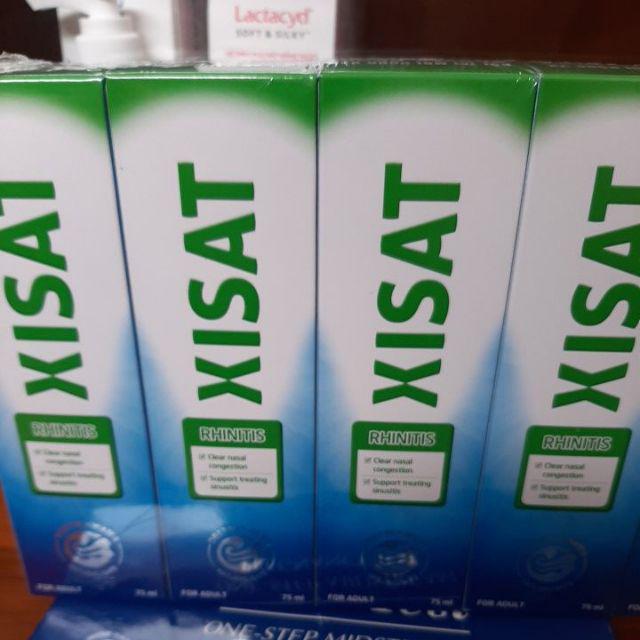 Lactacyd
SOFT & SILKY
XISAT
RHINITIS
Clear nasal
congestion
Support treating
sinusitis
FOR ADULT
75 ml
XISAT
RHINITIS
Clear nasal
congestion
Support treating
sinusitis
FOR ADULT
75 ml
XISAT
RHINITIS
Clear nasal
congestion
Support treating
sinusitis
FOR ADULT
75 ml
XISAT
RHINITIS
Clear nasal
congestion
Support treating
sinusitis
FOR ADULT
75 ml
ONE-STEP